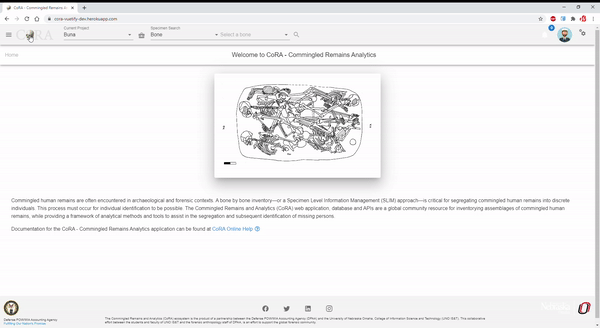 CoRA - Commingled Remains An
cora-vuetify-dev.herokuapp.com
CoRA
Current Project
Buna
Specimen Search
Bone
Select a bone
Home
Welcome to CoRA - Commingled Remains Analytics
Commingled human remains are often encountered in archaeological and forensic contexts. A bone by bone inventory—or a Specimen Level Information Management (SLIM) approach—is critical for segregating commingled human remains into discrete
individuals. This process must occur for individual identification to be possible. The Commingled Remains and Analytics (CoRA) web application, database and APIs are a global community resource for inventorying assemblages of commingled human
remains, while providing a framework of analytical methods and tools to assist in the segregation and subsequent identification of missing persons.
Documentation for the CoRA - Commingled Remains Analytics application can be found at CoRA Online Help
Defense POW/MIA Accounting Agency
Fulfilling Our Nation's Promise
The Commingled Remains and Analytics (CoRA) ecosystem is the product of a partnership between the Defense POW/MIA Accounting Agency (DPAA) and the University of Nebraska Omaha, College of Information Science and Technology (UNO IS&T). This collaborative
effort between the students and faculty of UNO IS&T and the forensic anthropology staff of DPAA, is an effort to support the global forensic community.